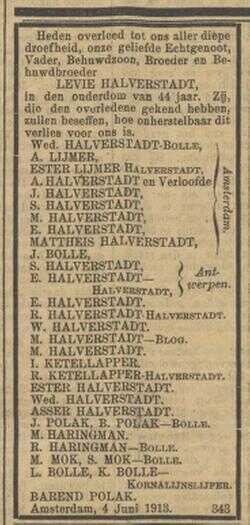 Heden overleed tot ons aller diepe
droefheid, onze geliefde Echtgenoot,
Vader, Behuwdzoon, Broeder en Be-
huwdbroeder
LEVIE HALVERSTADT,
in den ouderdom van 44 jaar. Zij,
die den overledene gekend hebben,
zullen beseffen, hoe onherstelbaar dit
verlies voor ons is.
Wed. HALVERSTADT-BOLLE,
A. LIJMER,
ESTER LIJMER-HALVERSTADT,
A. HALVERSTADT en Verloofde
J. HALVERSTADT,
S. HALVERSTADT,
M. HALVERSTADT,
E. HALVERSTADT,
MATTHEIS HALVERSTADT,
J. BOLLE,
Amsterdam.
S. HALVERSTADT,
E. HALVERSTADT—
HALVERSTADT,
Ant-
werpen.
E. HALVERSTADT.
R. HALVERSTADT-HALVERSTADT.
W. HALVERSTADT.
M. HALVERSTADT—BLOG.
M. HALVERSTADT.
I. KETELLAPPER.
R. KETELLAPPER-HALVERSTADT.
ESTER HALVERSTADT.
Wed. HALVERSTADT.
ASSER HALVERSTADT.
J. POLAK, B. POLAK—BOLLE.
M. HARINGMAN.
R. HARINGMAN—BOLLE.
M. MOK, S. MOK—BOLLE.
L. BOLLE, K. BOLLE—
KORNALIJNSLIJPER.
BAREND POLAK.
Amsterdam, 4 Juni 1913. 343